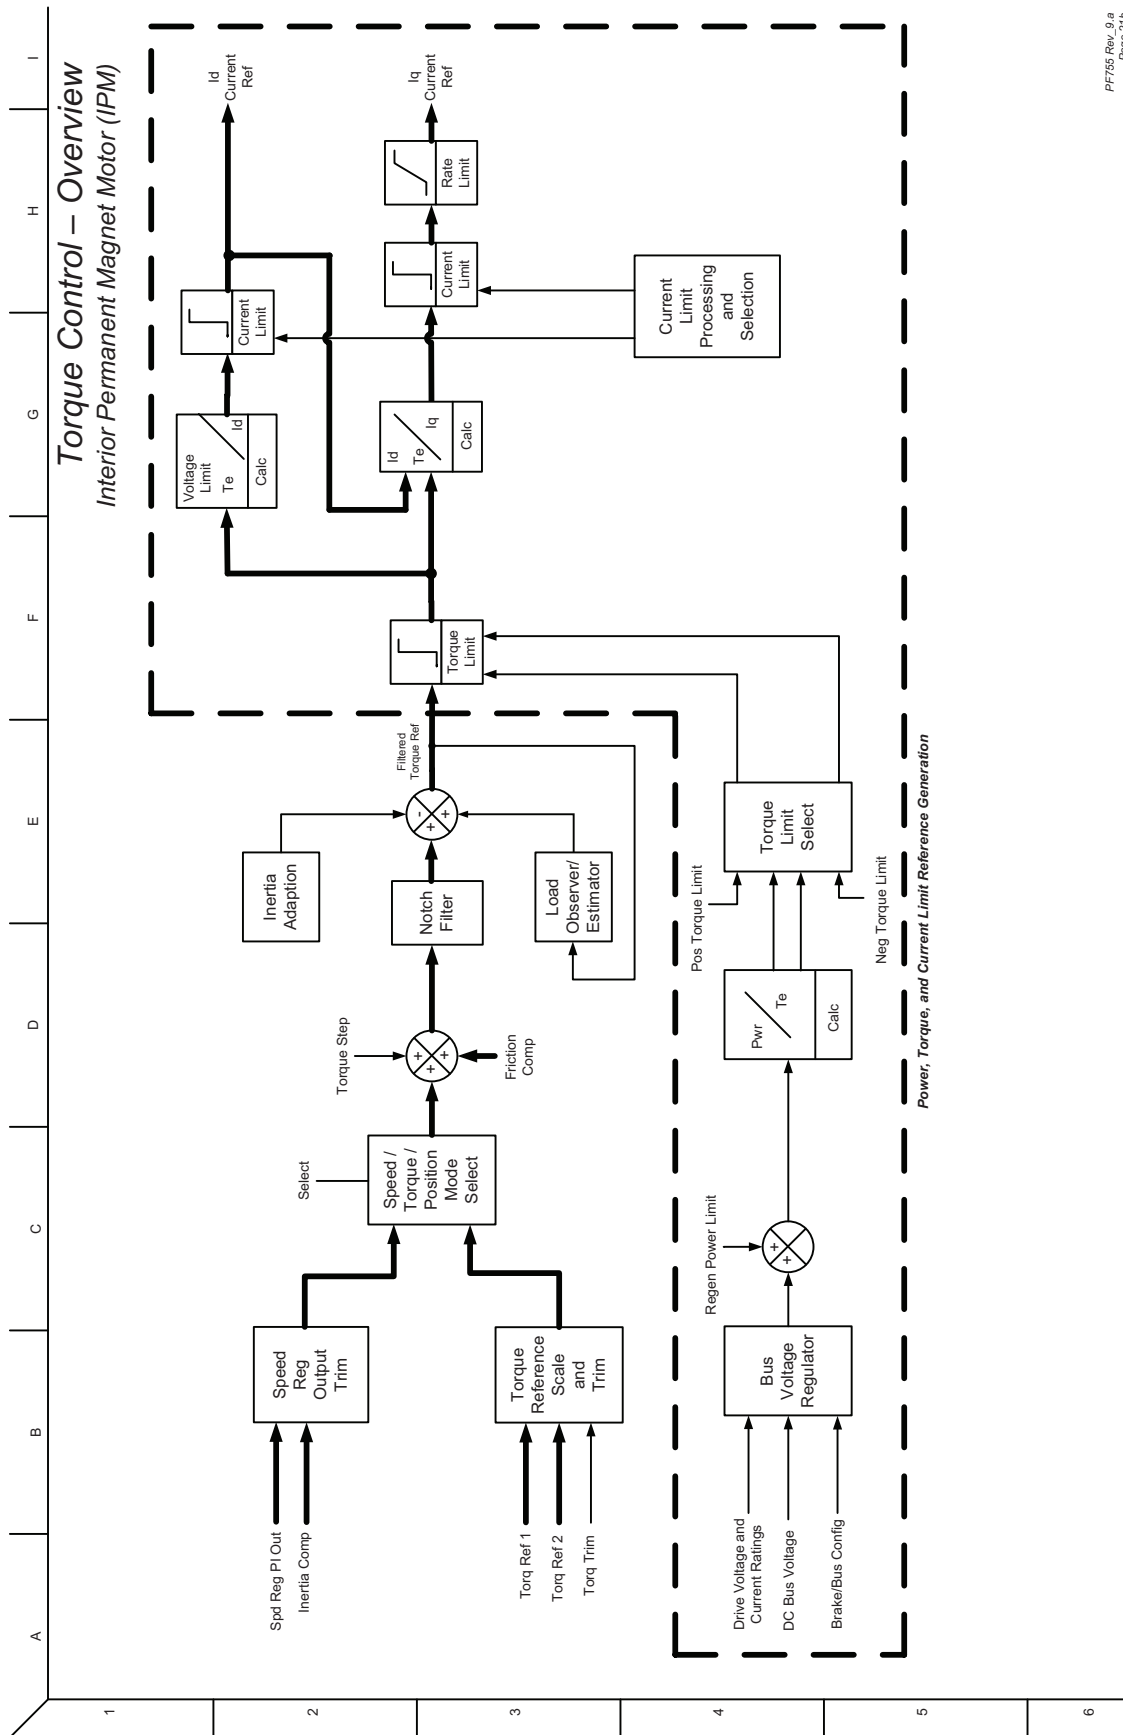 Torque Control – Overview
Interior Permanent Magnet Motor (IPM)
A
B
C
D
E
F
G
H
I
1
2
3
4
5
6
Spd Reg PI Out
Inertia Comp
Speed
Reg
Output
Trim
Torq Ref 1
Torq Ref 2
Torq Trim
Torque
Reference
Scale
and
Trim
Select
Speed /
Torque /
Position
Mode
Select
Torque Step
+
+
+
Friction
Comp
Notch
Filter
Inertia
Adaption
-
+
+
Load
Observer/
Estimator
Filtered
Torque Ref
Torque
Limit
Voltage
Limit
Te
Id
Calc
Current
Limit
Id
Current
Ref
Id
Te
Iq
Calc
Current
Limit
Rate
Limit
Iq
Current
Ref
Current
Limit
Processing
and
Selection
Drive Voltage and
Current Ratings
DC Bus Voltage
Brake/Bus Config
Bus
Voltage
Regulator
Regen Power Limit
+
+
Pwr
Te
Calc
Pos Torque Limit
Neg Torque Limit
Torque
Limit
Select
Power, Torque, and Current Limit Reference Generation
PF755 Rev_9.a